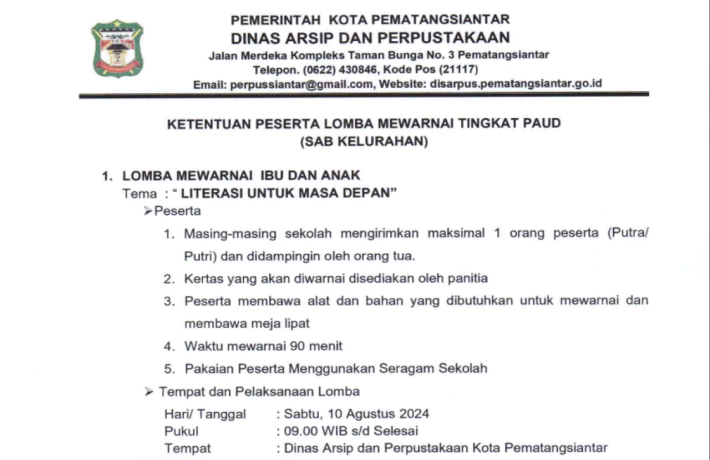 PEMERINTAH KOTA PEMATANGSIANTAR
DINAS ARSIP DAN PERPUSTAKAAN
Jalan Merdeka Kompleks Taman Bunga No. 3 Pematangsiantar
Telepon. (0622) 430846, Kode Pos (21117)
Email: perpussiantar@gmail.com, Website: disarpus.pematangsiantar.go.id
KETENTUAN PESERTA LOMBA MEWARNAI TINGKAT PAUD
(SAB KELURAHAN)
1. LOMBA MEWARNAI IBU DAN ANAK
Tema : “ LITERASI UNTUK MASA DEPAN”
➢Peserta
1. Masing-masing sekolah mengirimkan maksimal 1 orang peserta (Putra/
Putri) dan didampingin oleh orang tua.
2. Kertas yang akan diwarnai disediakan oleh panitia
3. Peserta membawa alat dan bahan yang dibutuhkan untuk mewarnai dan
membawa meja lipat
4. Waktu mewarnai 90 menit
5. Pakaian Peserta Menggunakan Seragam Sekolah
➢ Tempat dan Pelaksanaan Lomba
Hari/ Tanggal : Sabtu, 10 Agustus 2024
Pukul : 09.00 WIB s/d Selesai
Tempat : Dinas Arsip dan Perpustakaan Kota Pematangsiantar